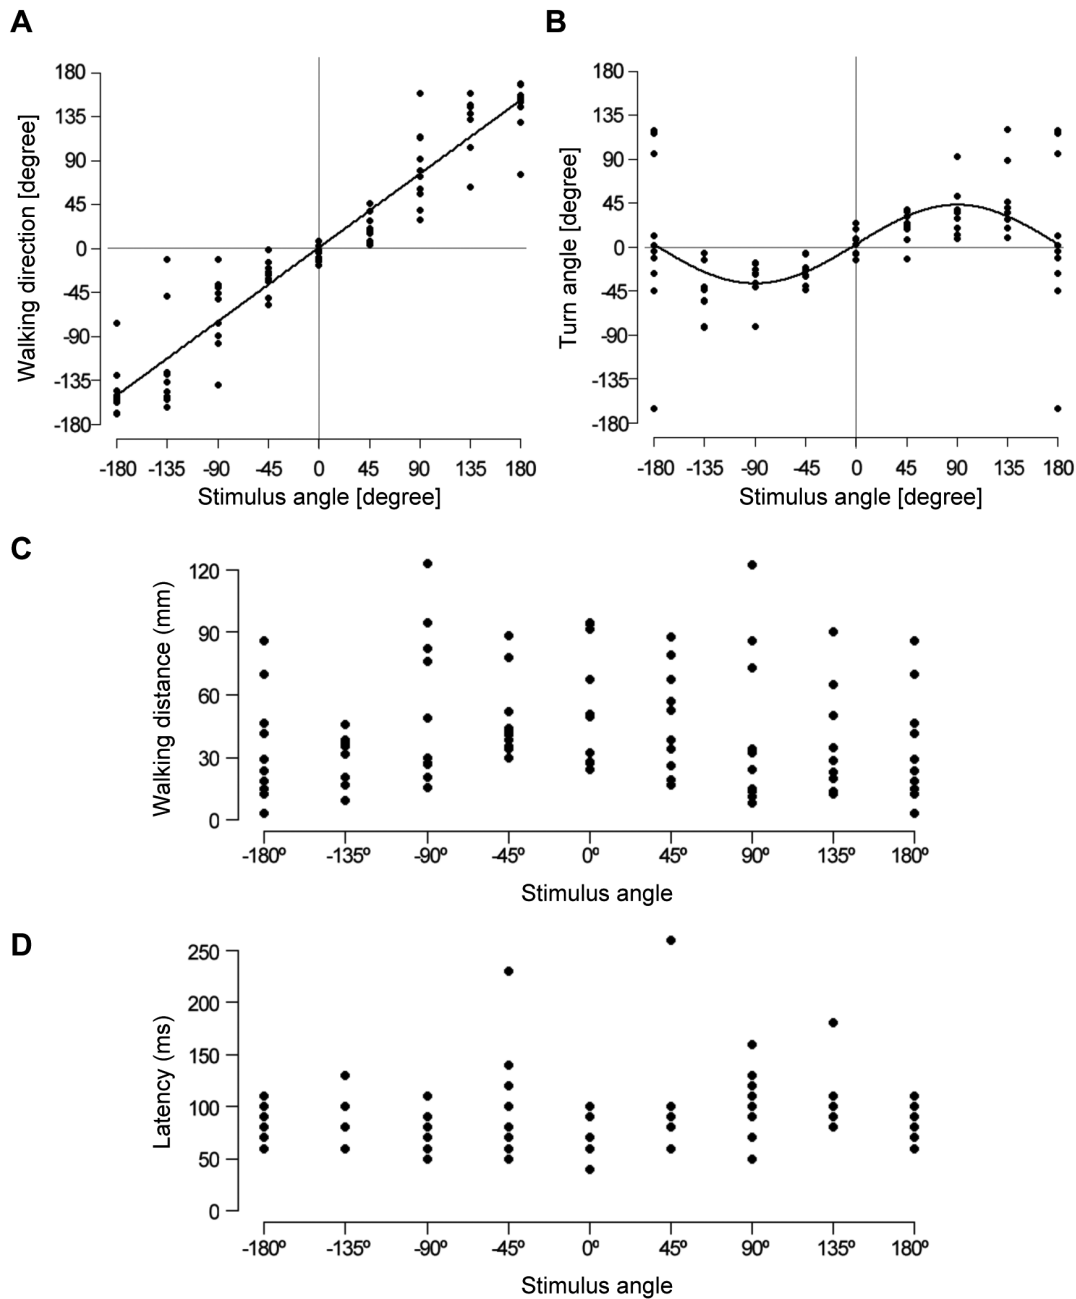 A
180
135
90
45
0
-45
-90
-135
-180
Walking direction [degree]
-180 -135 -90 -45 0 45 90 135 180
Stimulus angle [degree]
B
180
135
90
45
0
-45
-90
-135
-180
Turn angle [degree]
-180 -135 -90 -45 0 45 90 135 180
Stimulus angle [degree]
C
120
90
60
30
0
Walking distance (mm)
-180º -135º -90º -45º 0º 45º 90º 135º 180º
Stimulus angle
D
250
200
150
100
50
0
Latency (ms)
-180º -135º -90º -45º 0º 45º 90º 135º 180º
Stimulus angle